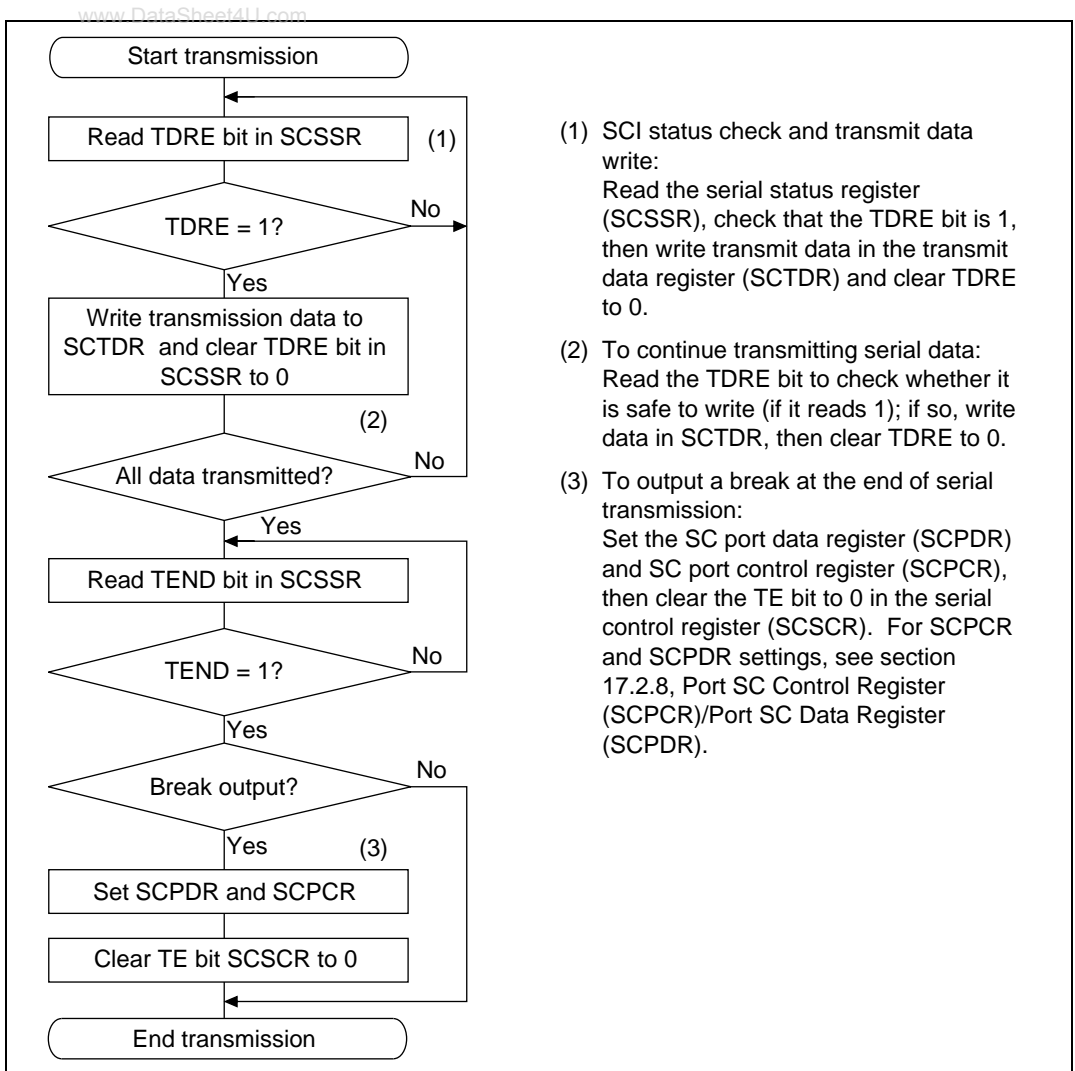 www.DataSheet4U.com
Start transmission
Read TDRE bit in SCSSR
(1)
TDRE = 1?
No
Yes
Write transmission data to
SCTDR and clear TDRE bit in
SCSSR to 0
(2)
All data transmitted?
No
Yes
Read TEND bit in SCSSR
TEND = 1?
No
Yes
Break output?
No
Yes
(3)
Set SCPDR and SCPCR
Clear TE bit SCSCR to 0
End transmission
(1) SCI status check and transmit data
write:
Read the serial status register
(SCSSR), check that the TDRE bit is 1,
then write transmit data in the transmit
data register (SCTDR) and clear TDRE
to 0.
(2) To continue transmitting serial data:
Read the TDRE bit to check whether it
is safe to write (if it reads 1); if so, write
data in SCTDR, then clear TDRE to 0.
(3) To output a break at the end of serial
transmission:
Set the SC port data register (SCPDR)
and SC port control register (SCPCR),
then clear the TE bit to 0 in the serial
control register (SCSCR). For SCPCR
and SCPDR settings, see section
17.2.8, Port SC Control Register
(SCPCR)/Port SC Data Register
(SCPDR).